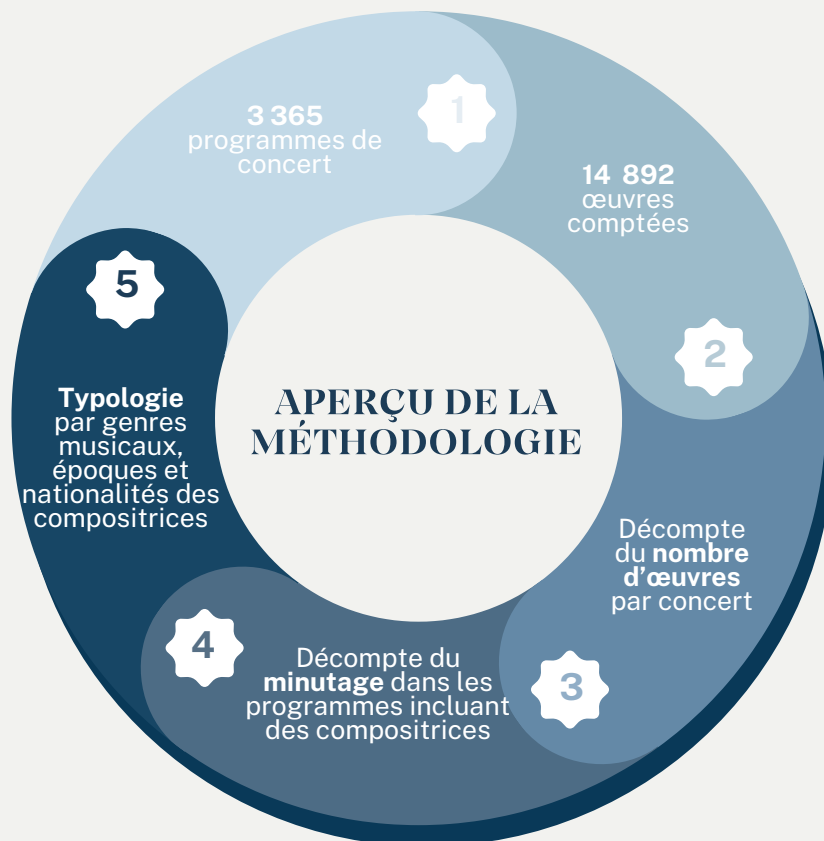 APERÇU DE LA
MÉTHODOLOGIE
1
3 365
programmes de
concert
2
14 892
œuvres
comptées
3
Décompte
du nombre
d’œuvres
par concert
4
Décompte du
minutage dans les
programmes incluant
des compositrices
5
Typologie
par genres
musicaux,
époques et
nationalités des
compositrices